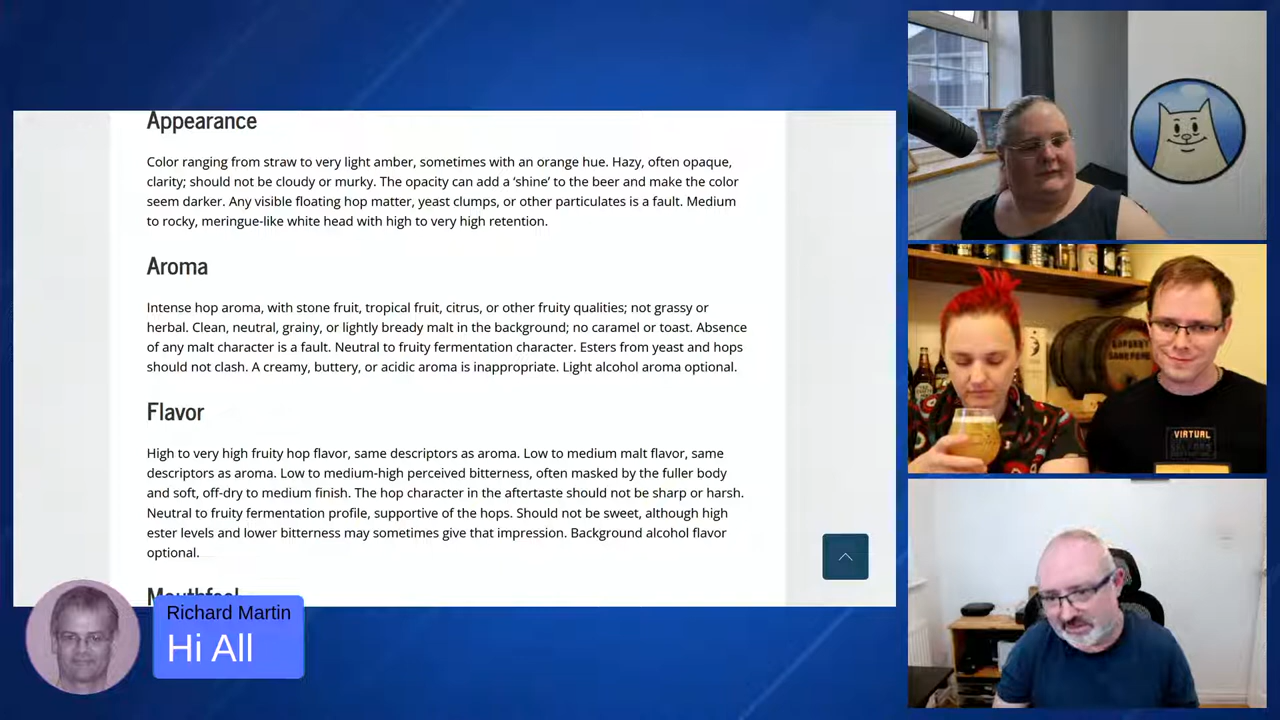 Appearance
Color ranging from straw to very light amber, sometimes with an orange hue. Hazy, often opaque,
clarity; should not be cloudy or murky. The opacity can add a ‘shine’ to the beer and make the color
seem darker. Any visible floating hop matter, yeast clumps, or other particulates is a fault. Medium
to rocky, meringue-like white head with high to very high retention.
Aroma
Intense hop aroma, with stone fruit, tropical fruit, citrus, or other fruity qualities; not grassy or
herbal. Clean, neutral, grainy, or lightly bready malt in the background; no caramel or toast. Absence
of any malt character is a fault. Neutral to fruity fermentation character. Esters from yeast and hops
should not clash. A creamy, buttery, or acidic aroma is inappropriate. Light alcohol aroma optional.
Flavor
High to very high fruity hop flavor, same descriptors as aroma. Low to medium malt flavor, same
descriptors as aroma. Low to medium-high perceived bitterness, often masked by the fuller body
and soft, off-dry to medium finish. The hop character in the aftertaste should not be sharp or harsh.
Neutral to fruity fermentation profile, supportive of the hops. Should not be sweet, although high
ester levels and lower bitterness may sometimes give that impression. Background alcohol flavor
optional.
Mouthfeel
Richard Martin
Hi All
VIRTUAL